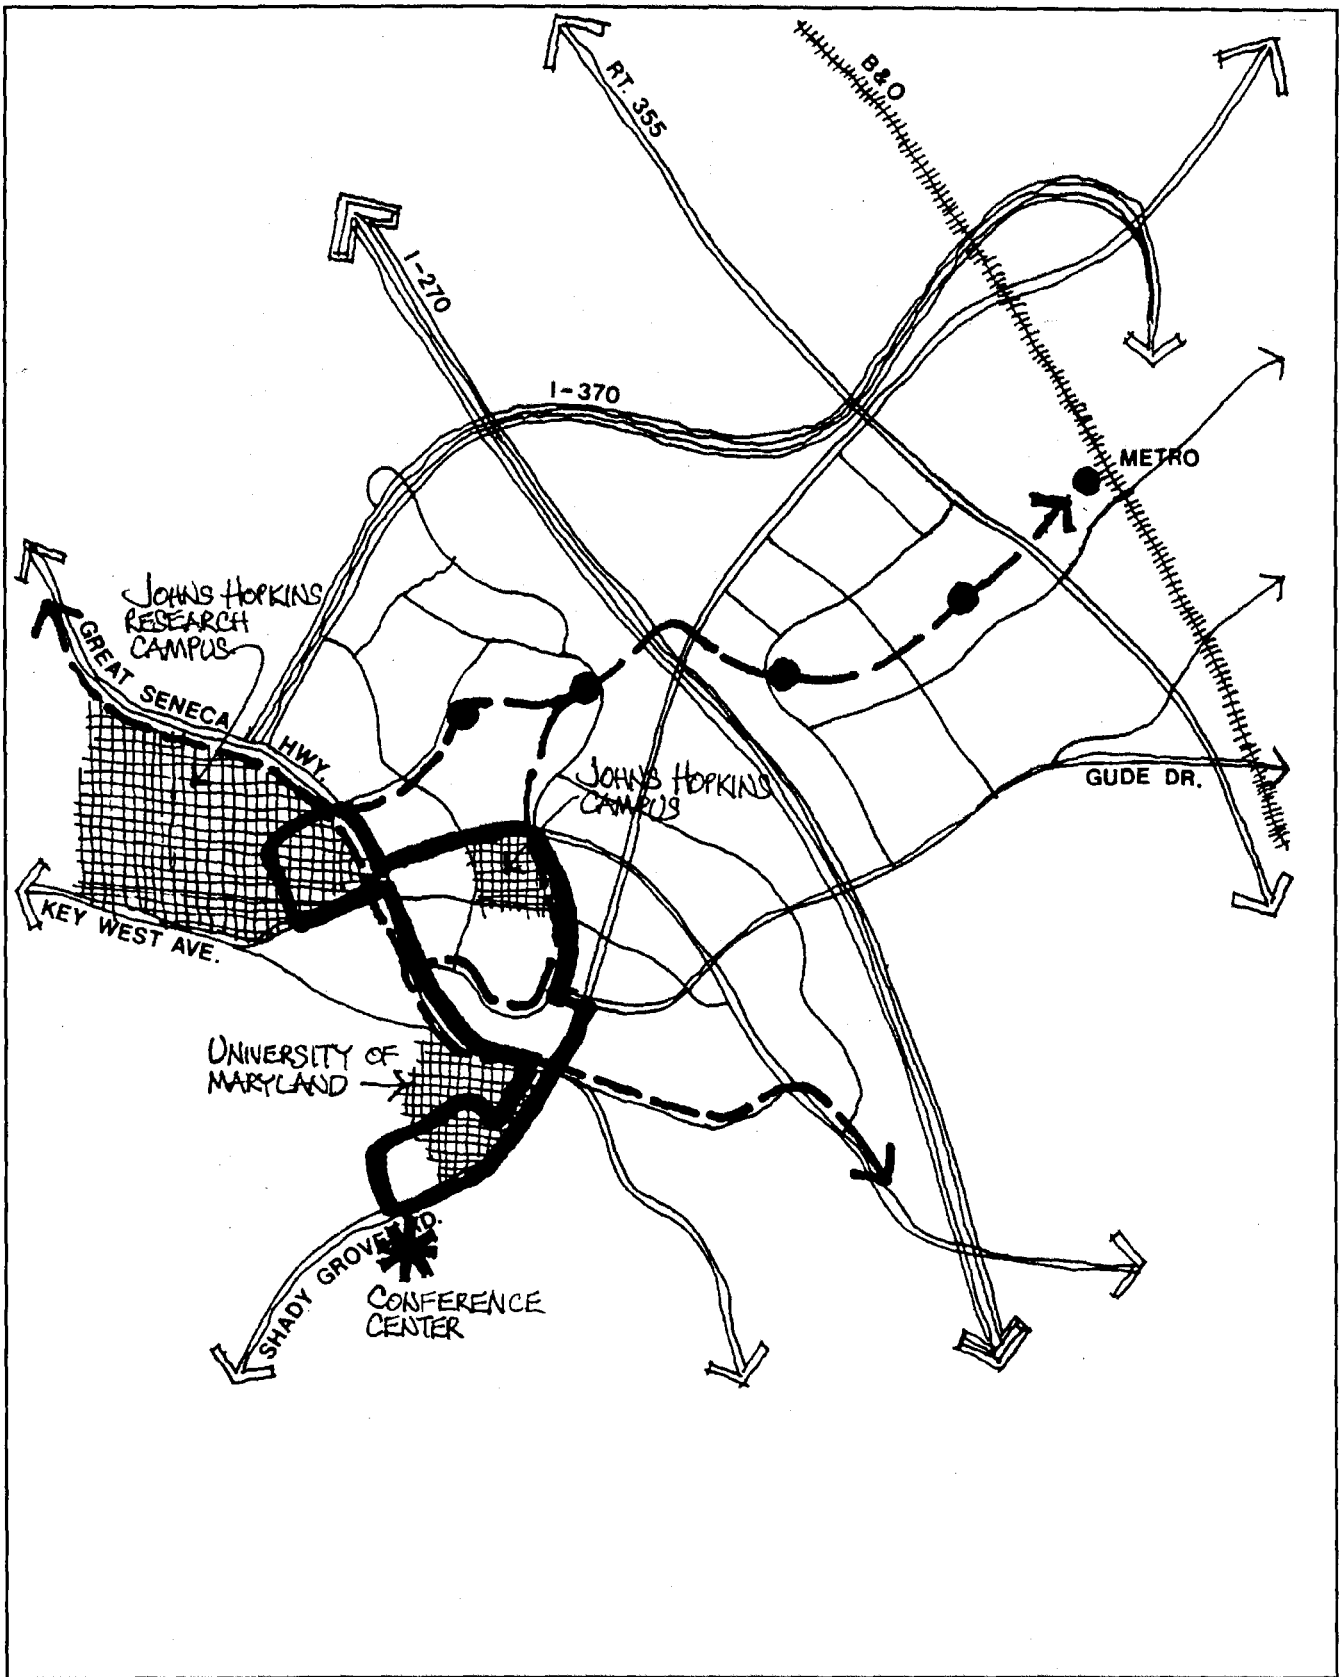 RT. 355
B&O
I-270
I-370
METRO
JOHNS HOPKINS
RESEARCH
CAMPUS
GREAT SENECA HWY.
JOHNS HOPKINS
CAMPUS
GUDE DR.
KEY WEST AVE.
UNIVERSITY OF
MARYLAND
SHADY GROVE RD.
CONFERENCE
CENTER